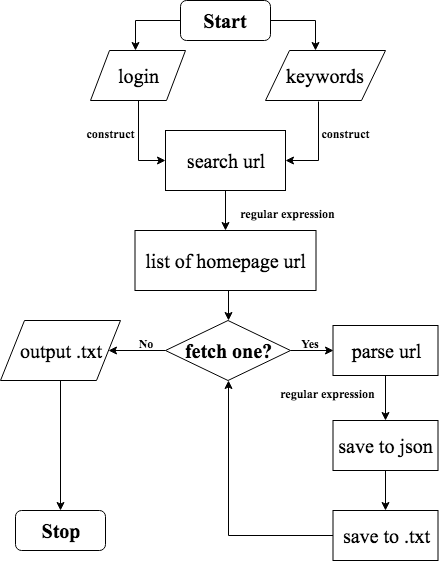 Start
login
keywords
construct
construct
search url
regular expression
list of homepage url
output .txt
No
fetch one?
Yes
parse url
regular expression
save to json
Stop
save to .txt